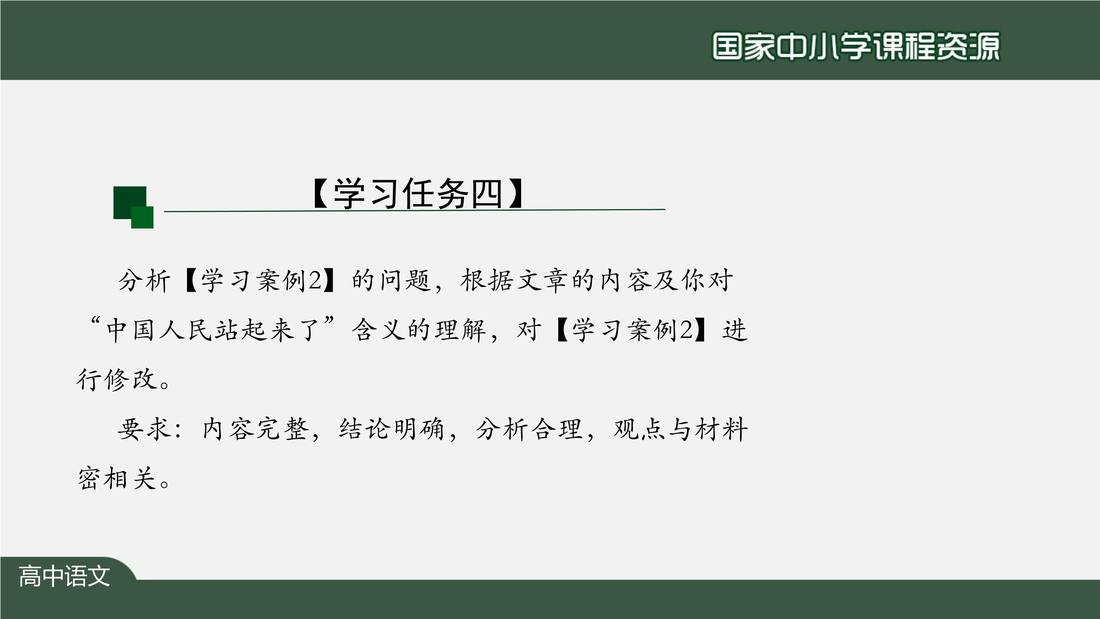 国家中小学课程资源
【学习任务四】
分析【学习案例2】的问题，根据文章的内容及你对
“中国人民站起来了”含义的理解，对【学习案例2】进
行修改。
要求：内容完整，结论明确，分析合理，观点与材料
密相关。
高中语文